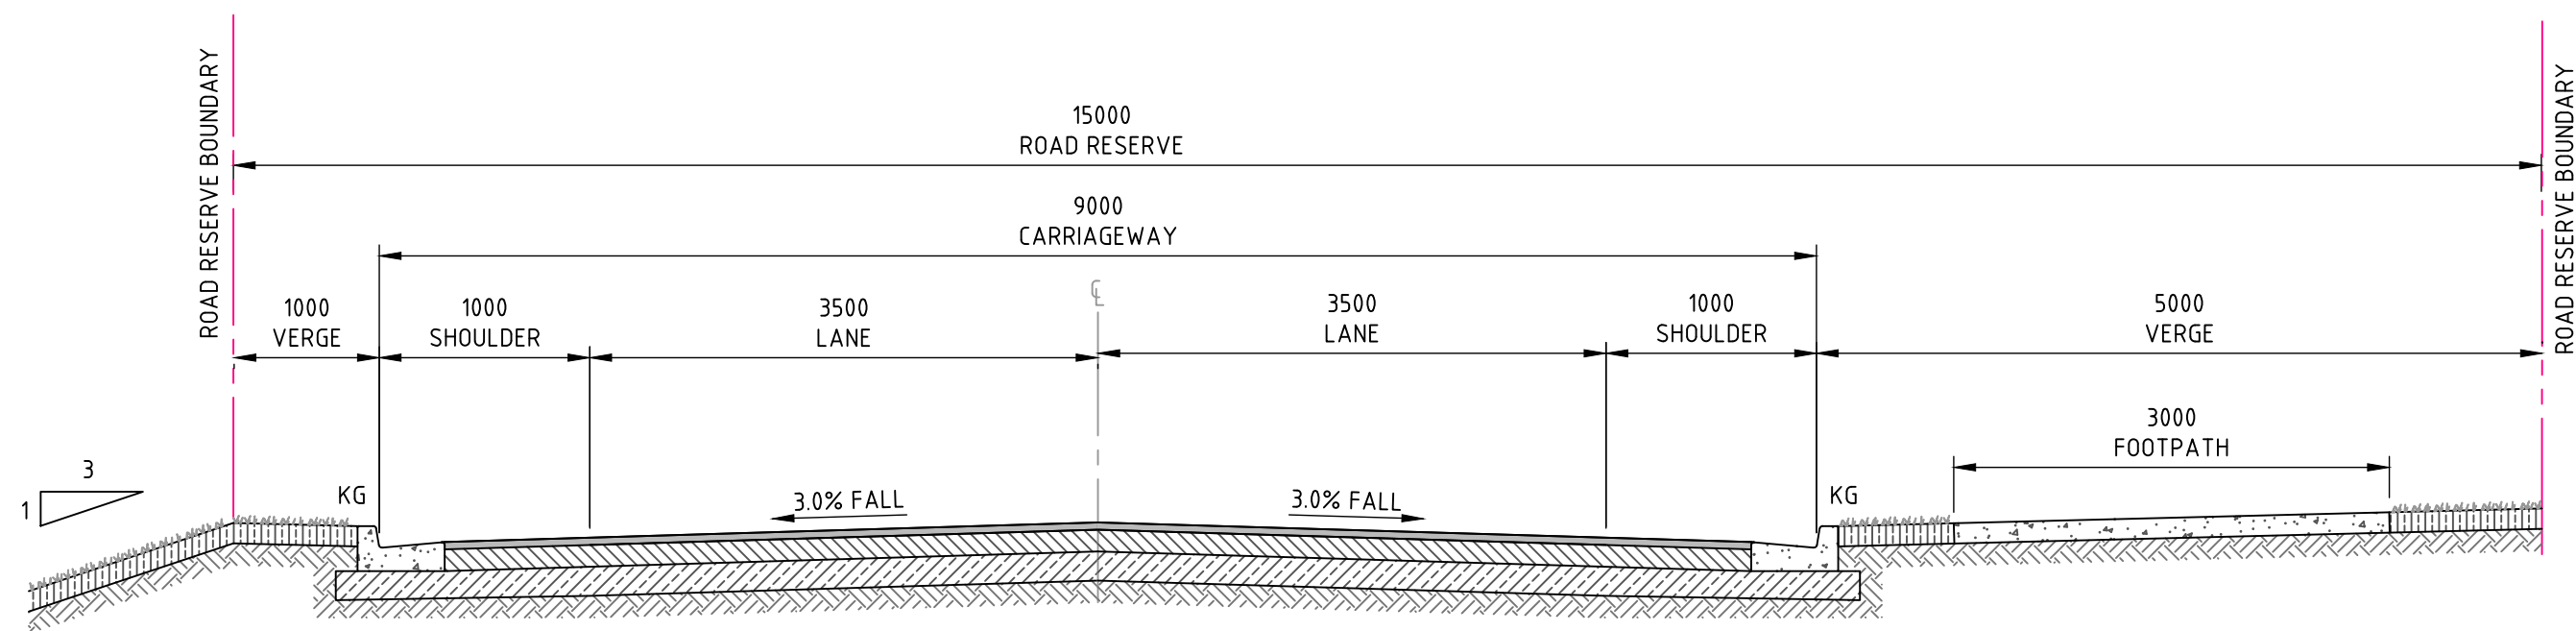 ROAD RESERVE BOUNDARY
15000
ROAD RESERVE
ROAD RESERVE BOUNDARY
9000
CARRIAGEWAY
℄
1000
VERGE
1000
SHOULDER
3500
LANE
3500
LANE
1000
SHOULDER
5000
VERGE
3000
FOOTPATH
3
1
KG
3.0% FALL
3.0% FALL
KG